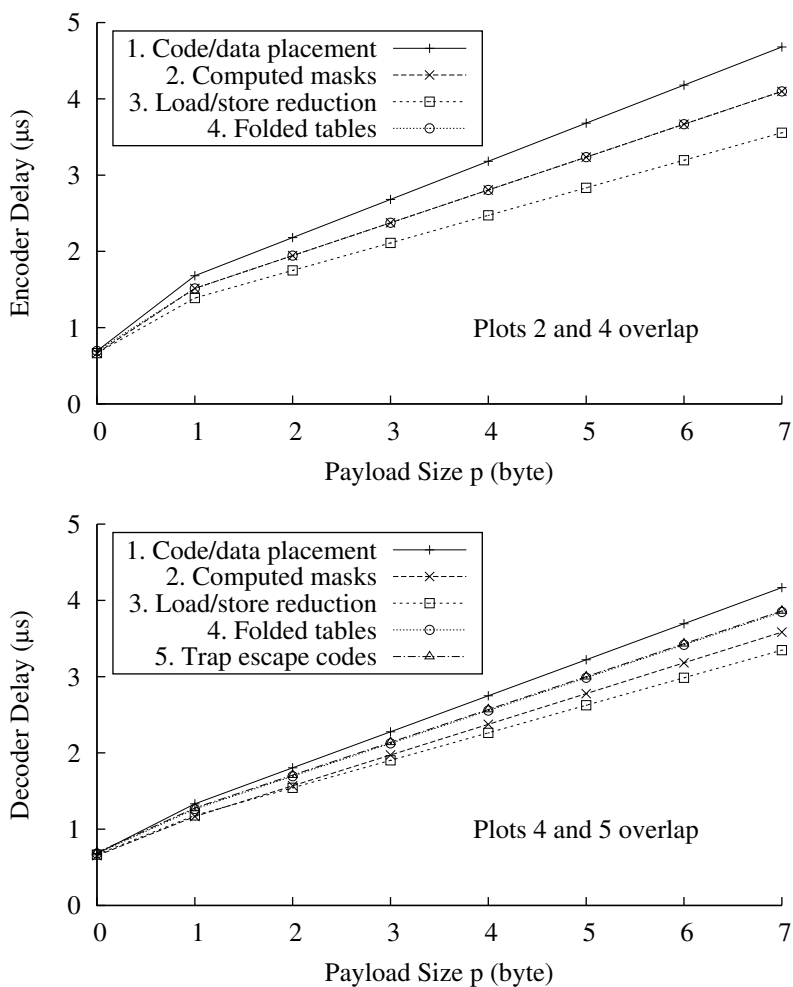 5
4
3
2
1
0
Encoder Delay (μs)
1. Code/data placement
2. Computed masks
3. Load/store reduction
4. Folded tables
Plots 2 and 4 overlap
0 1 2 3 4 5 6 7
Payload Size p (byte)
5
4
3
2
1
0
Decoder Delay (μs)
1. Code/data placement
2. Computed masks
3. Load/store reduction
4. Folded tables
5. Trap escape codes
Plots 4 and 5 overlap
0 1 2 3 4 5 6 7
Payload Size p (byte)